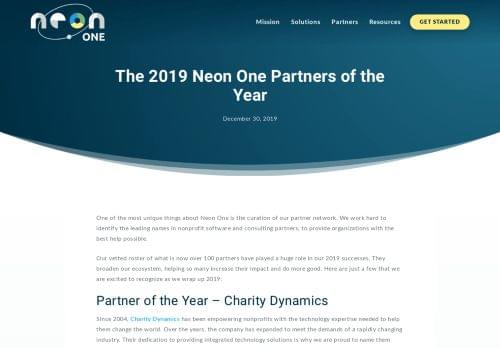 neon ONE
Mission Solutions Partners Resources GET STARTED
The 2019 Neon One Partners of the
Year
December 30, 2019
One of the most unique things about Neon One is the curation of our partner network. We work hard to
identify the leading names in nonprofit software and consulting partners, to provide organizations with the
best help possible.
Our vetted roster of what is now over 100 partners have played a huge role in our 2019 successes. They
broaden our ecosystem, helping so many increase their impact and do more good. Here are just a few that we
are excited to recognize as we wrap up 2019:
Partner of the Year – Charity Dynamics
Since 2004, Charity Dynamics has been empowering nonprofits with the technology expertise needed to help
them change the world. Over the years, the company has expanded to meet the demands of a rapidly changing
industry. Their dedication to providing integrated technology solutions is why we are proud to name them